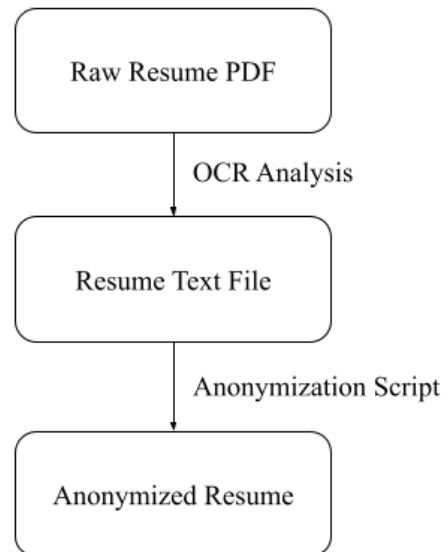 Raw Resume PDF
OCR Analysis
Resume Text File
Anonymization Script
Anonymized Resume